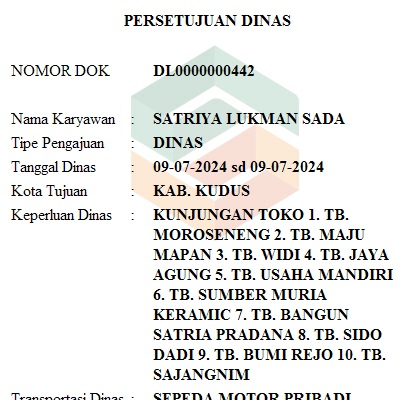 PERSETUJUAN DINAS
NOMOR DOK DL0000000442
Nama Karyawan : SATRIYA LUKMAN SADA
Tipe Pengajuan : DINAS
Tanggal Dinas : 09-07-2024 sd 09-07-2024
Kota Tujuan : KAB. KUDUS
Keperluan Dinas : KUNJUNGAN TOKO 1. TB.
MOROSENENG 2. TB. MAJU
MAPAN 3. TB. WIDI 4. TB. JAYA
AGUNG 5. TB. USAHA MANDIRI
6. TB. SUMBER MURIA
KERAMIC 7. TB. BANGUN
SATRIA PRADANA 8. TB. SIDO
DADI 9. TB. BUMI REJO 10. TB.
SAJANGNIM
Transportasi Dinas : SEPEDA MOTOR PRIBADI